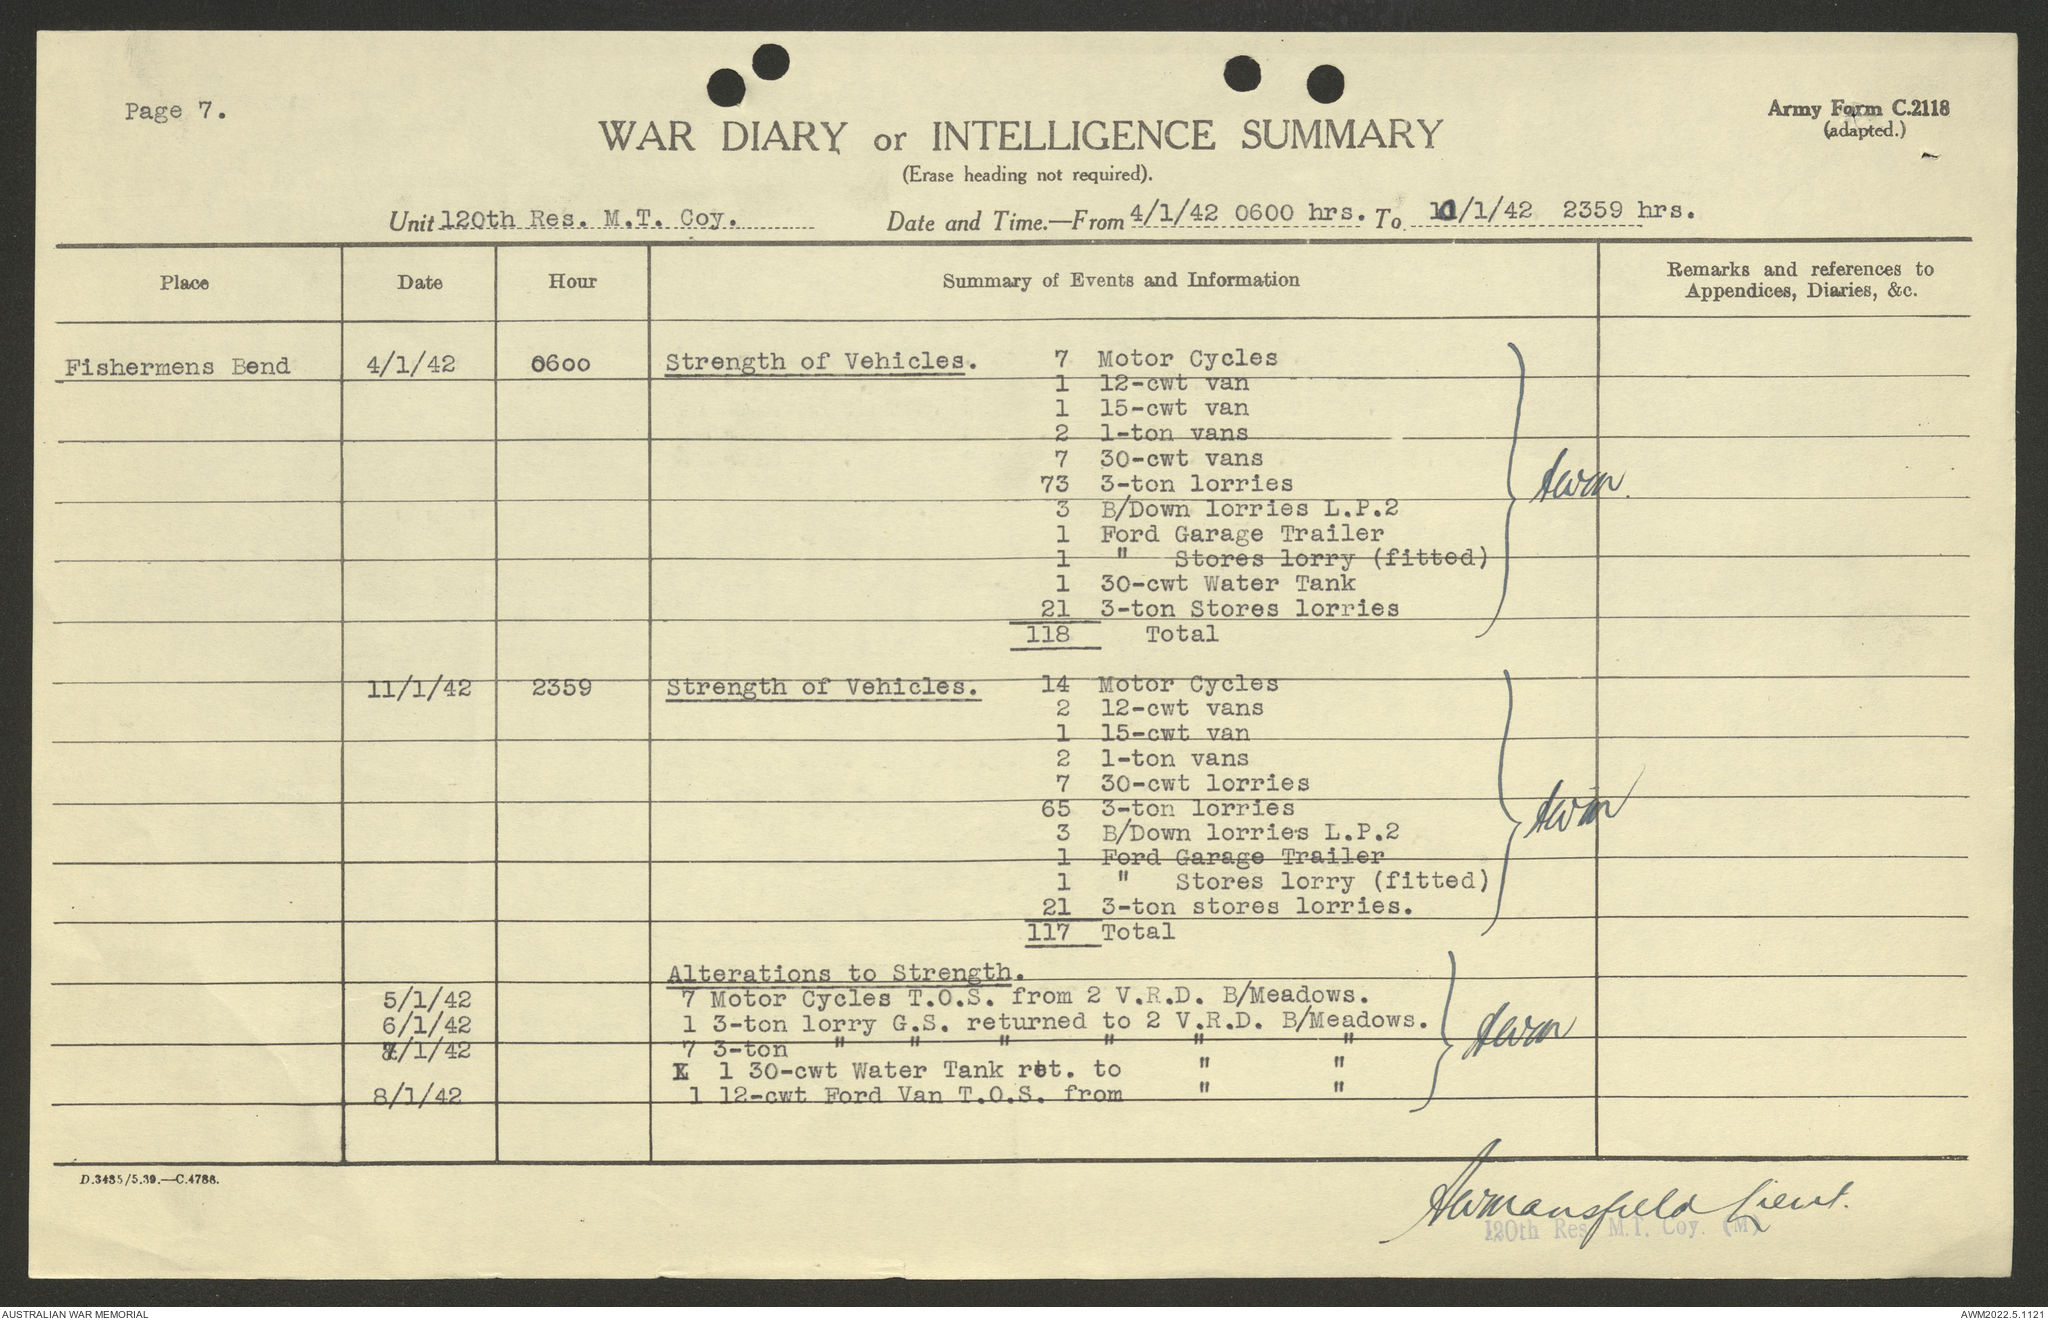 Page 7.
Army Form C.2118
(adapted.)
WAR DIARY or INTELLIGENCE SUMMARY
(Erase heading not required).
Unit 120th Res. M.T. Coy. Date and Time.—From 4/1/42 0600 hrs. To 11/1/42 2359 hrs.
Place Date Hour Summary of Events and Information Remarks and references to
Appendices, Diaries, &c.
Fishermens Bend 4/1/42 0600 Strength of Vehicles. 7 Motor Cycles
1 12-cwt van
1 15-cwt van
2 1-ton vans
7 30-cwt vans
73 3-ton lorries
3 B/Down lorries L.P.2
1 Ford Garage Trailer
1 " Stores lorry (fitted)
1 30-cwt Water Tank
21 3-ton Stores lorries
118 Total
11/1/42 2359 Strength of Vehicles. 14 Motor Cycles
2 12-cwt vans
1 15-cwt van
2 1-ton vans
7 30-cwt lorries
65 3-ton lorries
3 B/Down lorries L.P.2
1 Ford Garage Trailer
1 " Stores lorry (fitted)
21 3-ton stores lorries.
117 Total
Alterations to Strength.
5/1/42 7 Motor Cycles T.O.S. from 2 V.R.D. B/Meadows.
6/1/42 1 3-ton lorry G.S. returned to 2 V.R.D. B/Meadows.
/1/42 7 3-ton " " " " " "
1 30-cwt Water Tank ret. to " "
8/1/42 1 12-cwt Ford Van T.O.S. from " "
D.3485/5.39.—C.4786.
AWMansfield Lieut.
120th Res. M.T. Coy. (M)
AUSTRALIAN WAR MEMORIAL
AWM2022.5.1121